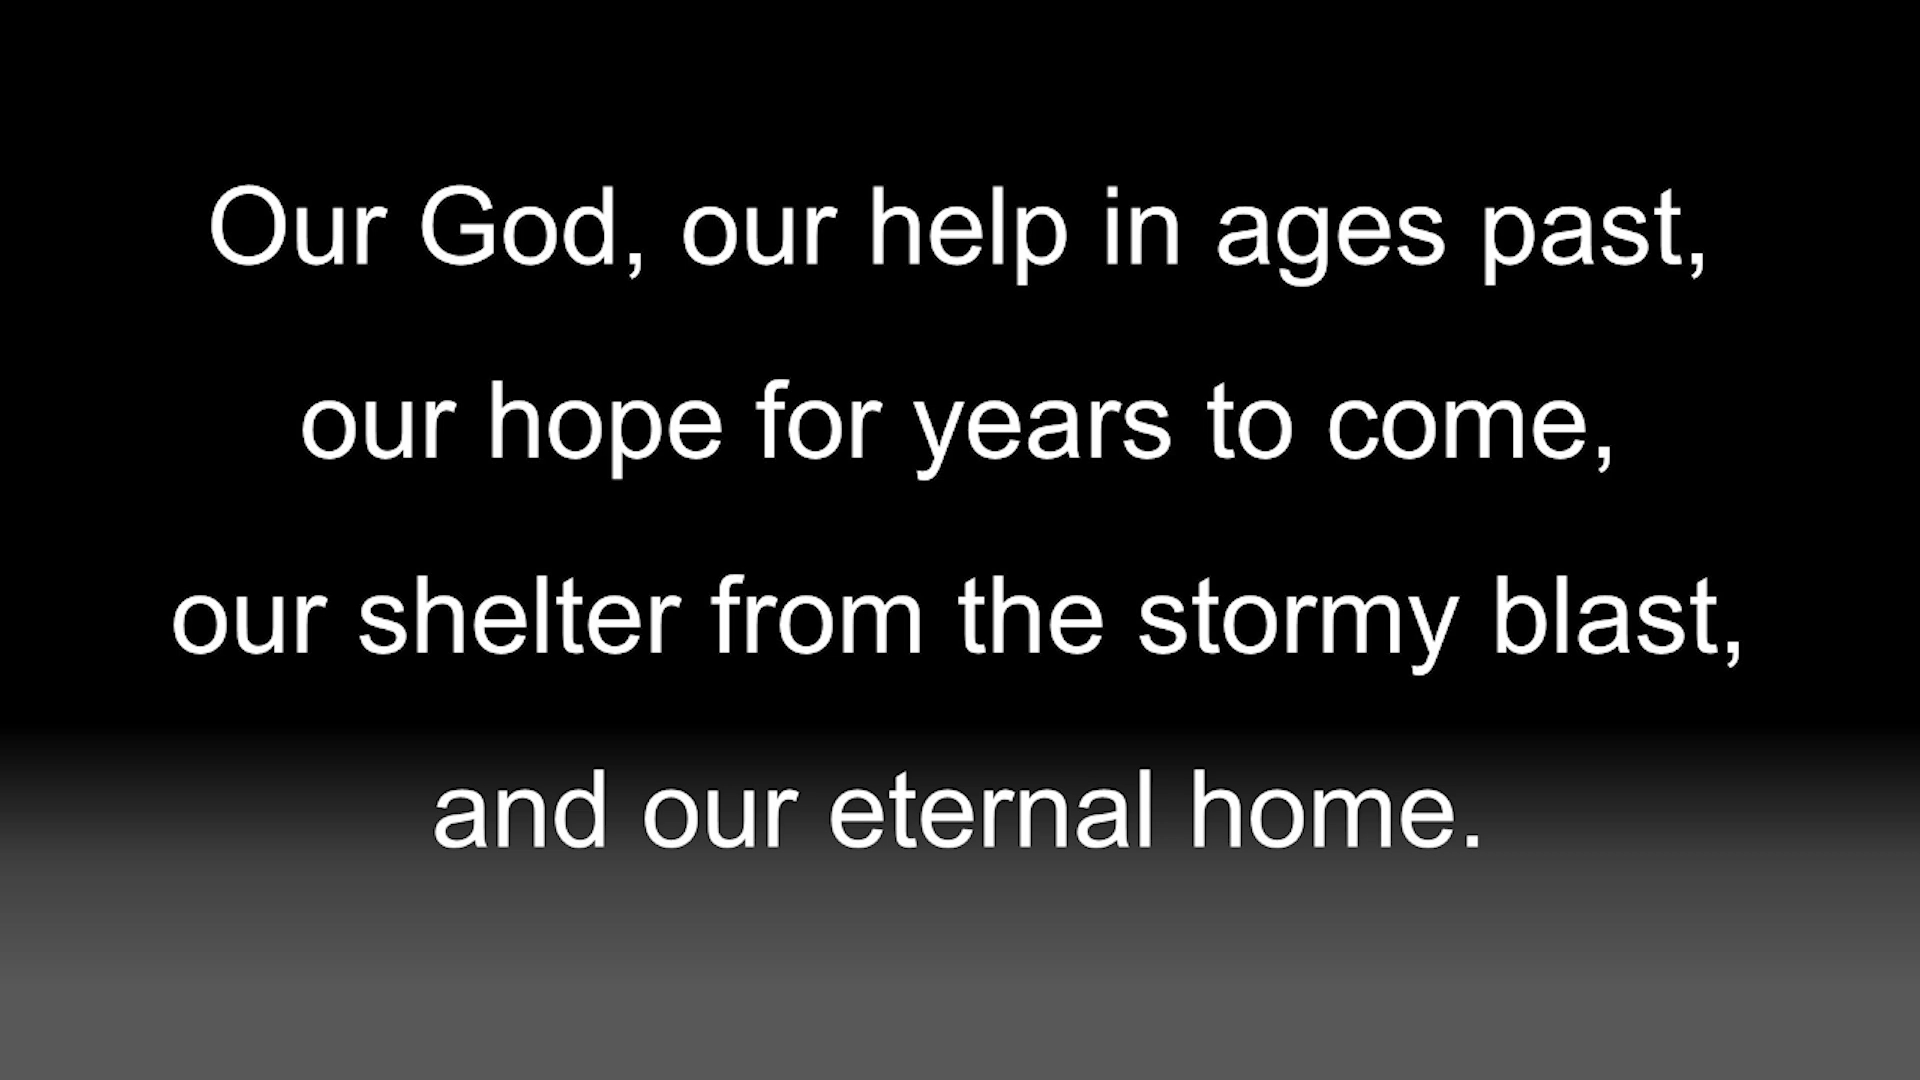 Our God, our help in ages past,
our hope for years to come,
our shelter from the stormy blast,
and our eternal home.